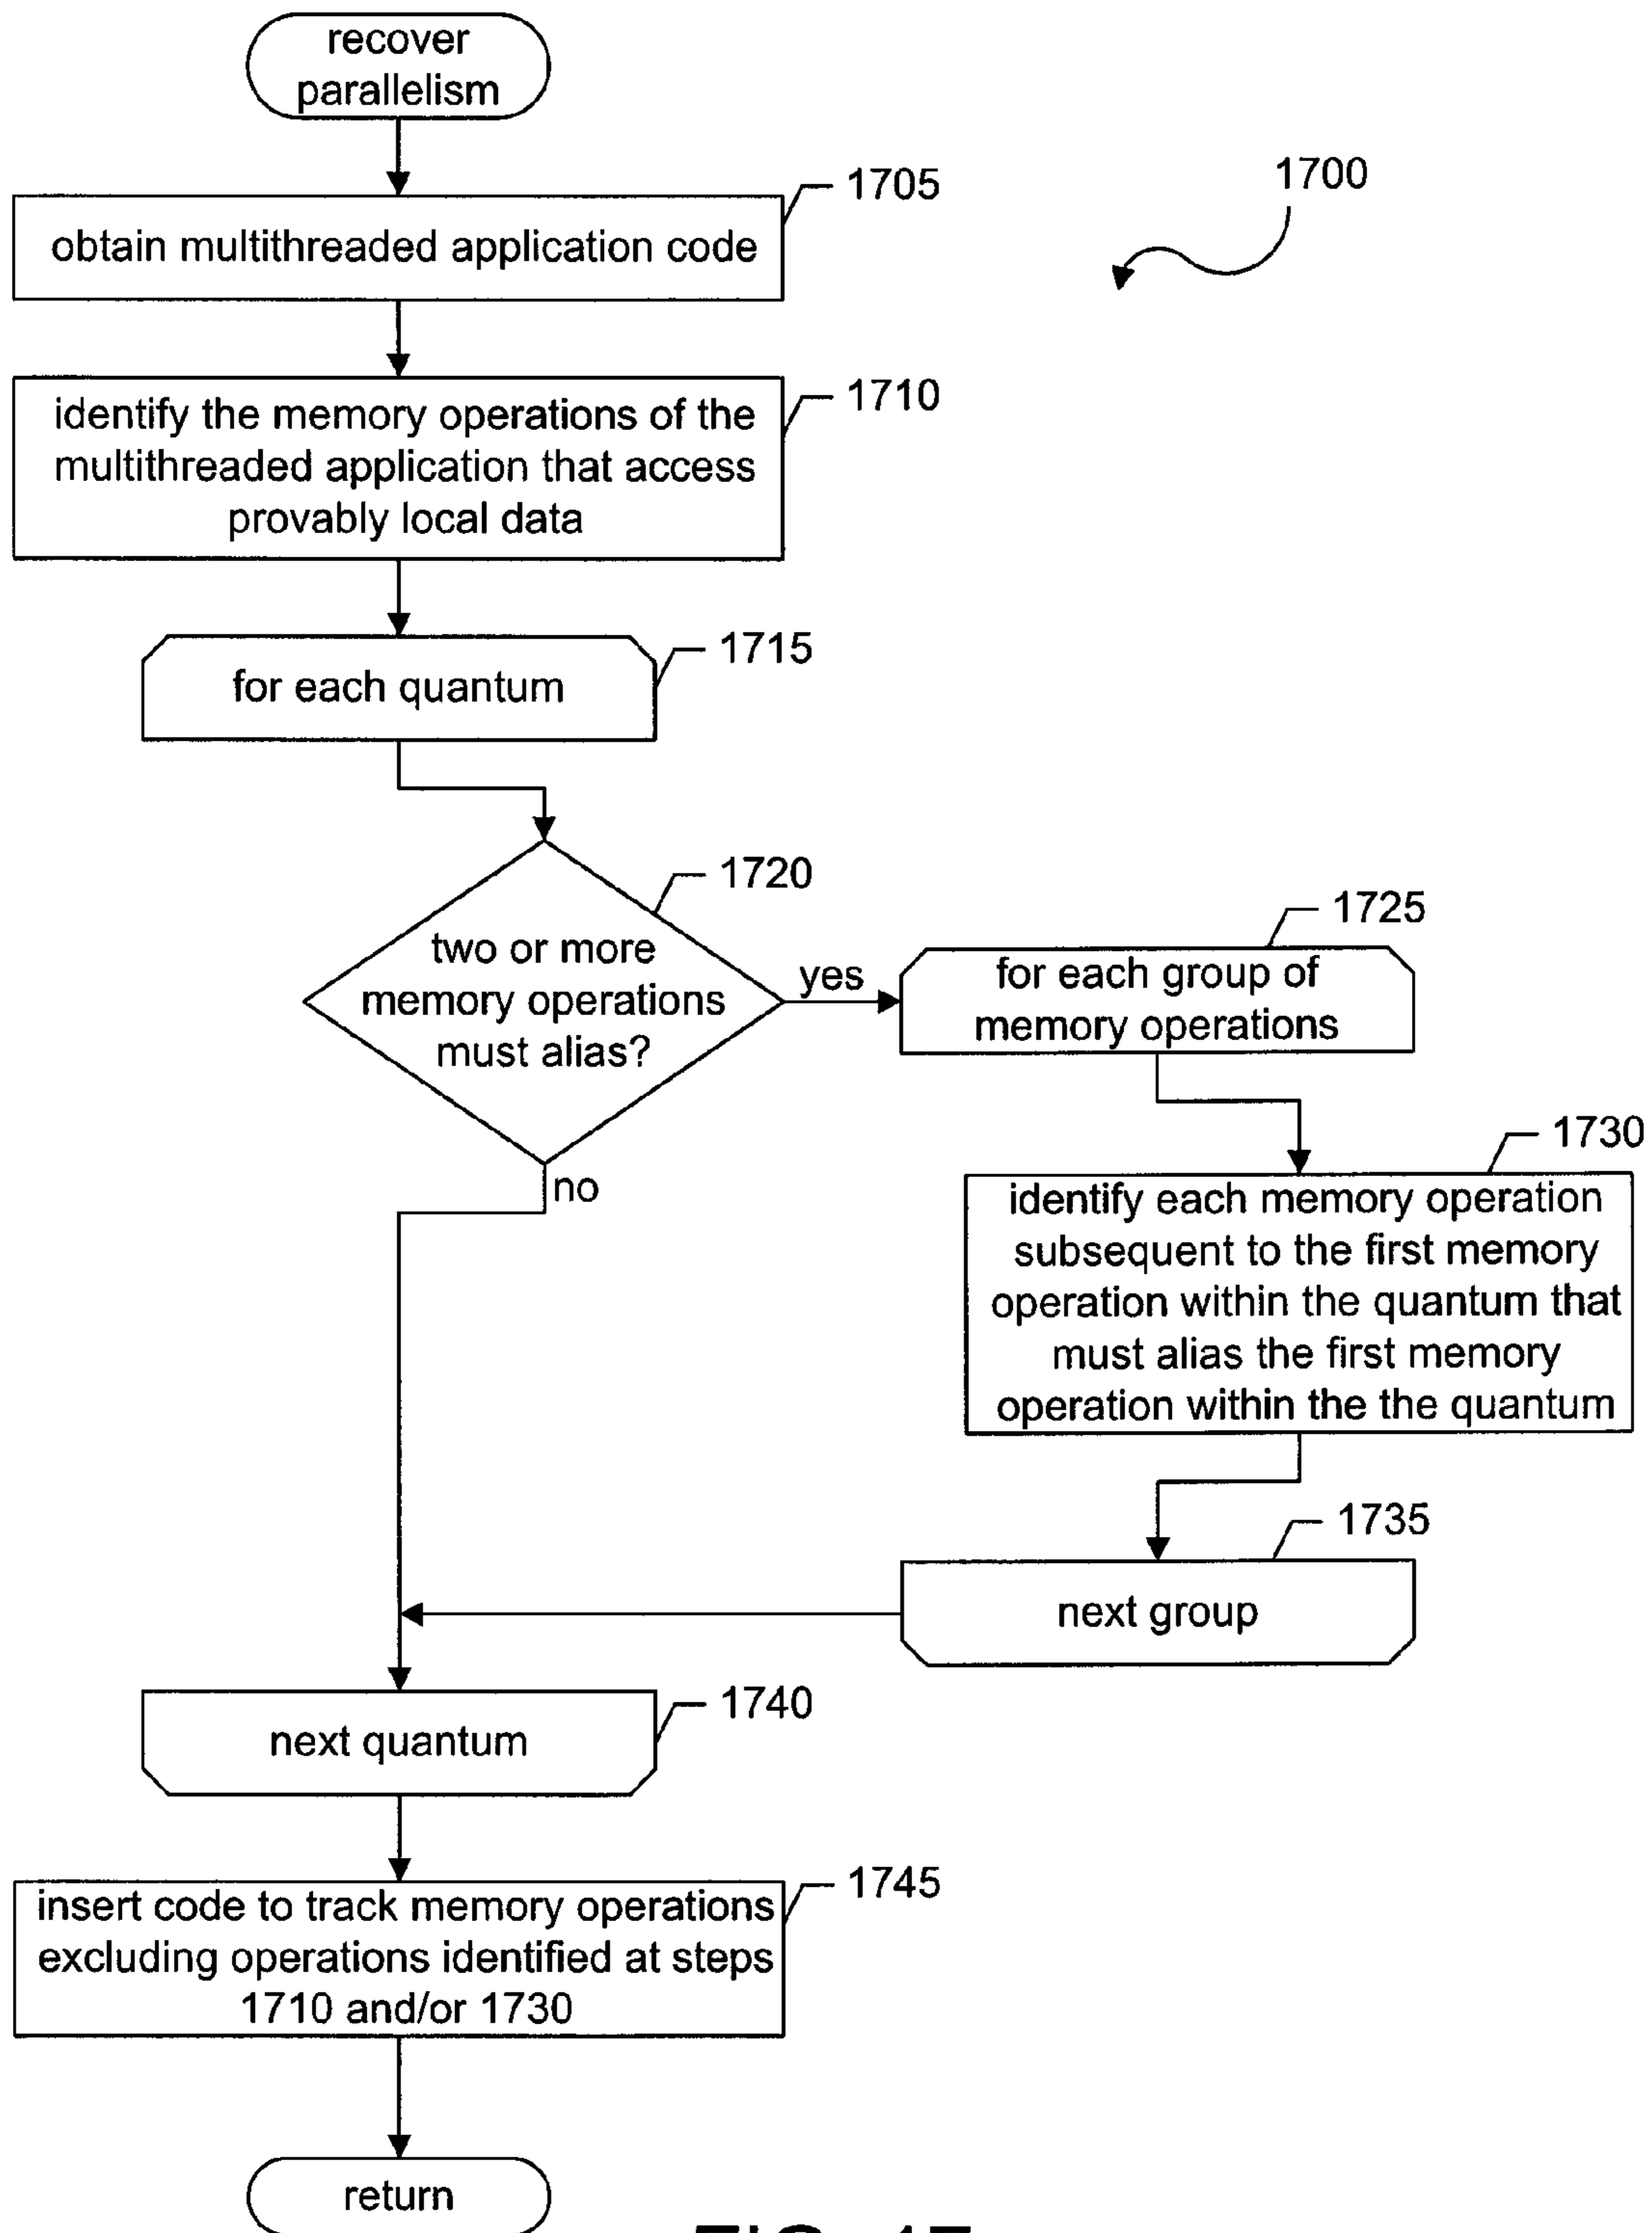 recover
parallelism
1705
obtain multithreaded application code
1700
1710
identify the memory operations of the
multithreaded application that access
provably local data
1715
for each quantum
1720
two or more
memory operations
must alias?
yes
no
1725
for each group of
memory operations
1730
identify each memory operation
subsequent to the first memory
operation within the quantum that
must alias the first memory
operation within the the quantum
1735
next group
1740
next quantum
1745
insert code to track memory operations
excluding operations identified at steps
1710 and/or 1730
return